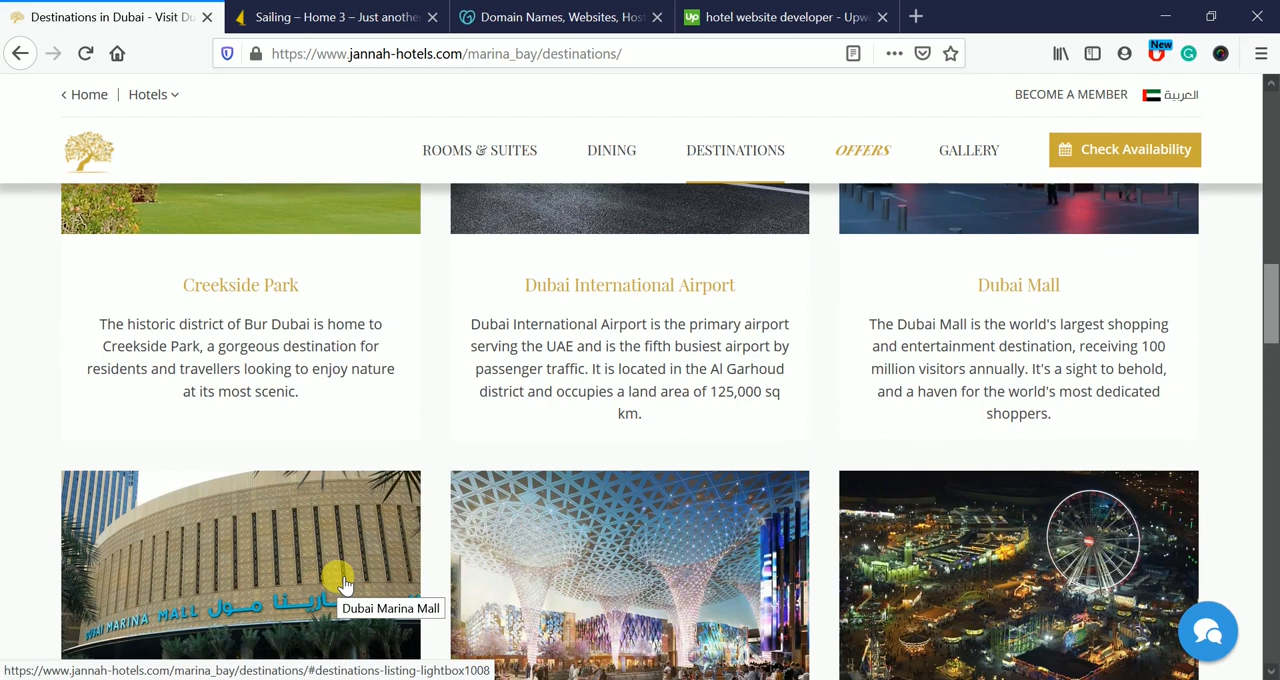 Destinations in Dubai - Visit Du
Sailing – Home 3 – Just anothe
Domain Names, Websites, Hos
up
hotel website developer - Upw
https://www.jannah-hotels.com/marina_bay/destinations/
New
Home | Hotels
BECOME A MEMBER
العربية
ROOMS & SUITES
DINING
DESTINATIONS
OFFERS
GALLERY
Check Availability
Creekside Park
The historic district of Bur Dubai is home to
Creekside Park, a gorgeous destination for
residents and travellers looking to enjoy nature
at its most scenic.
Dubai International Airport
Dubai International Airport is the primary airport
serving the UAE and is the fifth busiest airport by
passenger traffic. It is located in the Al Garhoud
district and occupies a land area of 125,000 sq
km.
Dubai Mall
The Dubai Mall is the world's largest shopping
and entertainment destination, receiving 100
million visitors annually. It's a sight to behold,
and a haven for the world's most dedicated
shoppers.
DUBAI MARINA MALL
مارينا مول
Dubai Marina Mall
https://www.jannah-hotels.com/marina_bay/destinations/#destinations-listing-lightbox1008